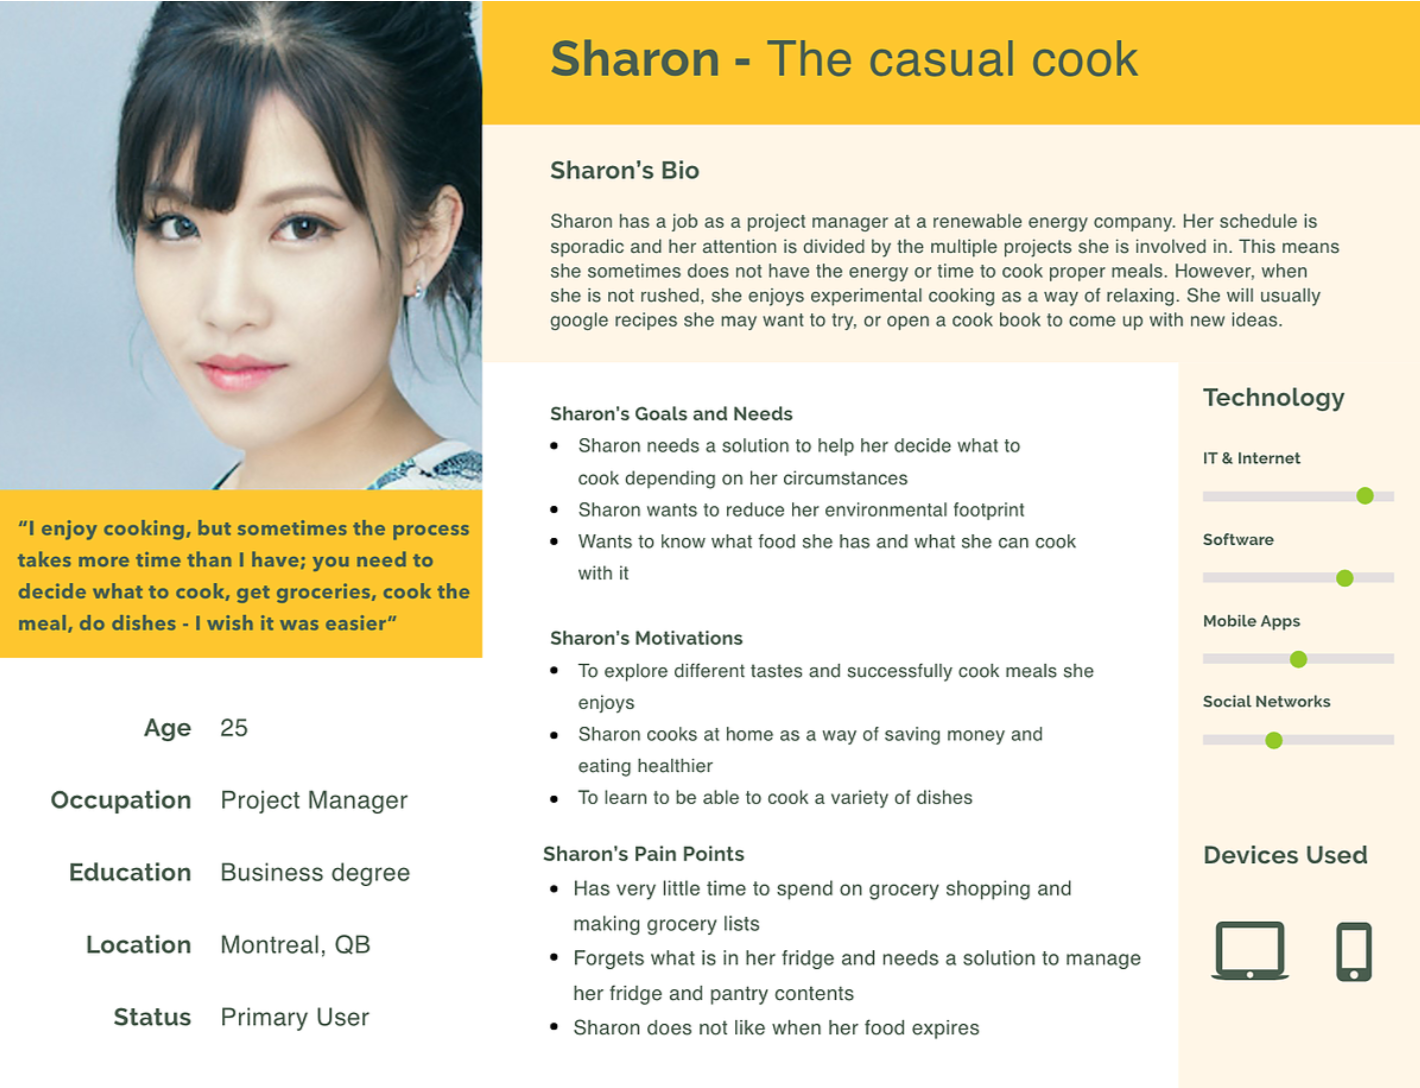 Sharon - The casual cook
Sharon’s Bio
Sharon has a job as a project manager at a renewable energy company. Her schedule is
sporadic and her attention is divided by the multiple projects she is involved in. This means
she sometimes does not have the energy or time to cook proper meals. However, when
she is not rushed, she enjoys experimental cooking as a way of relaxing. She will usually
google recipes she may want to try, or open a cook book to come up with new ideas.
“I enjoy cooking, but sometimes the process
takes more time than I have; you need to
decide what to cook, get groceries, cook the
meal, do dishes - I wish it was easier”
Age 25
Occupation Project Manager
Education Business degree
Location Montreal, QB
Status Primary User
Sharon’s Goals and Needs
• Sharon needs a solution to help her decide what to
cook depending on her circumstances
• Sharon wants to reduce her environmental footprint
• Wants to know what food she has and what she can cook
with it
Sharon’s Motivations
• To explore different tastes and successfully cook meals she
enjoys
• Sharon cooks at home as a way of saving money and
eating healthier
• To learn to be able to cook a variety of dishes
Sharon’s Pain Points
• Has very little time to spend on grocery shopping and
making grocery lists
• Forgets what is in her fridge and needs a solution to manage
her fridge and pantry contents
• Sharon does not like when her food expires
Technology
IT & Internet
Software
Mobile Apps
Social Networks
Devices Used